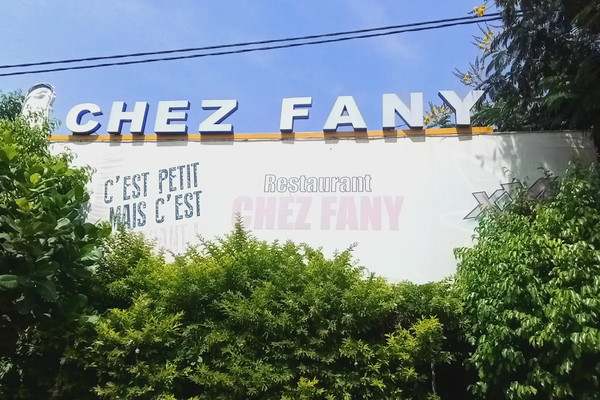 CHEZ FANY
C'EST PETIT
MAIS C'EST
Restaurant
CHEZ FANY